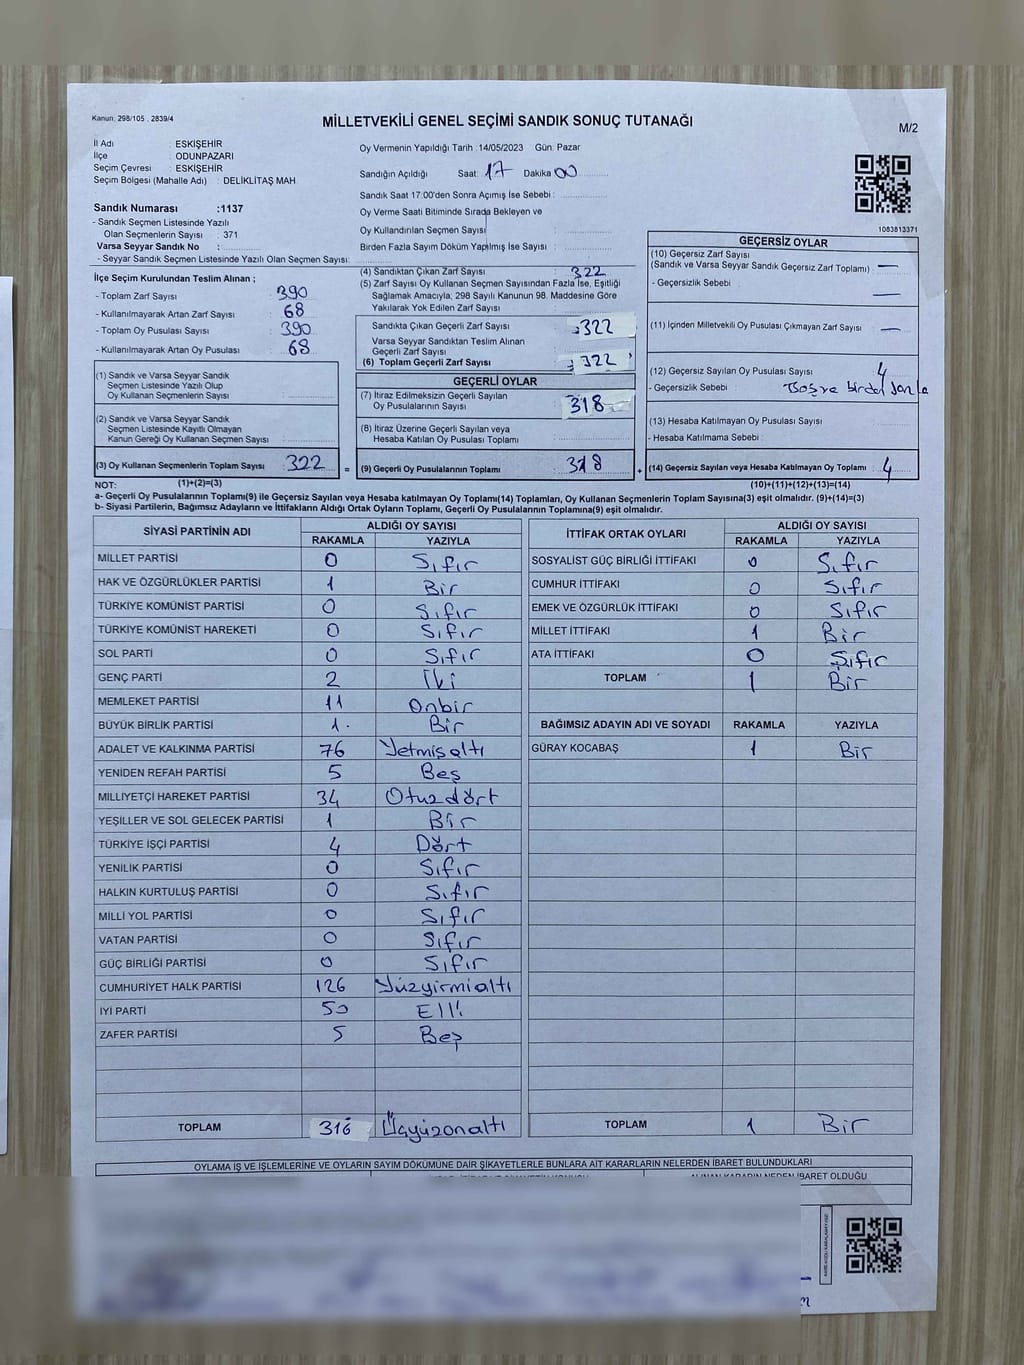 Kanun, 298/105 , 2839/4
MİLLETVEKİLİ GENEL SEÇİMİ SANDIK SONUÇ TUTANAĞI
M/2
İl Adı : ESKİŞEHİR
İlçe : ODUNPAZARI
Seçim Çevresi : ESKİŞEHİR
Seçim Bölgesi (Mahalle Adı) : DELİKLİTAŞ MAH.
Sandık Numarası :1137
- Sandık Seçmen Listesinde Yazılı
Olan Seçmenlerin Sayısı : 371
Varsa Seyyar Sandık No :
- Seyyar Sandık Seçmen Listesinde Yazılı Olan Seçmen Sayısı:
Oy Vermenin Yapıldığı Tarih :14/05/2023 Gün: Pazar
Sandığın Açıldığı Saat: 17 Dakika 00
Sandık Saat 17:00'den Sonra Açımış İse Sebebi :
Oy Verme Saati Bitiminde Sırada Bekleyen ve
Oy Kullandırılan Seçmen Sayısı :
Birden Fazla Sayım Döküm Yapılmış İse Sayısı :
1083813371
İlçe Seçim Kurulundan Teslim Alınan ;
- Toplam Zarf Sayısı : 390
- Kullanılmayarak Artan Zarf Sayısı : 68
- Toplam Oy Pusulası Sayısı : 390
- Kullanılmayarak Artan Oy Pusulası : 68
(1) Sandık ve Varsa Seyyar Sandık
Seçmen Listesinde Yazılı Olup
Oy Kullanan Seçmenlerin Sayısı :
(2) Sandık ve Varsa Seyyar Sandık
Seçmen Listesinde Kayıtlı Olmayan
Kanun Gereği Oy Kullanan Seçmen Sayısı :
(3) Oy Kullanan Seçmenlerin Toplam Sayısı : 322
(4) Sandıktan Çıkan Zarf Sayısı : 322
(5) Zarf Sayısı Oy Kullanan Seçmen Sayısından Fazla İse, Eşitliği
Sağlamak Amacıyla, 298 Sayılı Kanunun 98. Maddesine Göre
Yakılarak Yok Edilen Zarf Sayısı :
Sandıkta Çıkan Geçerli Zarf Sayısı : 322
Varsa Seyyar Sandıktan Teslim Alınan
Geçerli Zarf Sayısı :
(6) Toplam Geçerli Zarf Sayısı : 322
GEÇERLİ OYLAR
(7) İtiraz Edilmeksizin Geçerli Sayılan
Oy Pusulalarının Sayısı : 318
(8) İtiraz Üzerine Geçerli Sayılan veya
Hesaba Katılan Oy Pusulası Toplamı :
= (9) Geçerli Oy Pusulalarının Toplamı : 318 +
GEÇERSİZ OYLAR
(10) Geçersiz Zarf Sayısı
(Sandık ve Varsa Seyyar Sandık Geçersiz Zarf Toplamı) : —
- Geçersizlik Sebebi : —
(11) İçinden Milletvekili Oy Pusulası Çıkmayan Zarf Sayısı : —
(12) Geçersiz Sayılan Oy Pusulası Sayısı : 4
- Geçersizlik Sebebi : Boş ve birden fazla
(13) Hesaba Katılmayan Oy Pusulası Sayısı :
- Hesaba Katılmama Sebebi :
(14) Geçersiz Sayılan veya Hesaba Katılmayan Oy Toplamı : 4
NOT: (1)+(2)=(3) (10)+(11)+(12)+(13)=(14)
a- Geçerli Oy Pusulalarının Toplamı(9) ile Geçersiz Sayılan veya Hesaba katılmayan Oy Toplamı(14) Toplamları, Oy Kullanan Seçmenlerin Toplam Sayısına(3) eşit olmalıdır. (9)+(14)=(3)
b- Siyasi Partilerin, Bağımsız Adayların ve İttifakların Aldığı Ortak Oyların Toplamı, Geçerli Oy Pusulalarının Toplamına(9) eşit olmalıdır.
SİYASİ PARTİNİN ADI ALDIĞI OY SAYISI
RAKAMLA YAZIYLA
MİLLET PARTİSİ 0 Sıfır
HAK VE ÖZGÜRLÜKLER PARTİSİ 1 Bir
TÜRKİYE KOMÜNİST PARTİSİ 0 Sıfır
TÜRKİYE KOMÜNİST HAREKETİ 0 Sıfır
SOL PARTİ 0 Sıfır
GENÇ PARTİ 2 İki
MEMLEKET PARTİSİ 11 Onbir
BÜYÜK BİRLİK PARTİSİ 1 Bir
ADALET VE KALKINMA PARTİSİ 76 Yetmişaltı
YENİDEN REFAH PARTİSİ 5 Beş
MİLLİYETÇİ HAREKET PARTİSİ 34 Otuzdört
YEŞİLLER VE SOL GELECEK PARTİSİ 1 Bir
TÜRKİYE İŞÇİ PARTİSİ 4 Dört
YENİLİK PARTİSİ 0 Sıfır
HALKIN KURTULUŞ PARTİSİ 0 Sıfır
MİLLİ YOL PARTİSİ 0 Sıfır
VATAN PARTİSİ 0 Sıfır
GÜÇ BİRLİĞİ PARTİSİ 0 Sıfır
CUMHURİYET HALK PARTİSİ 126 Yüzyirmialtı
İYİ PARTİ 50 Elli
ZAFER PARTİSİ 5 Beş
TOPLAM 316 Üçyüzonaltı
İTTİFAK ORTAK OYLARI ALDIĞI OY SAYISI
RAKAMLA YAZIYLA
SOSYALİST GÜÇ BİRLİĞİ İTTİFAKI 0 Sıfır
CUMHUR İTTİFAKI 0 Sıfır
EMEK VE ÖZGÜRLÜK İTTİFAKI 0 Sıfır
MİLLET İTTİFAKI 1 Bir
ATA İTTİFAKI 0 Sıfır
TOPLAM 1 Bir
BAĞIMSIZ ADAYIN ADI VE SOYADI RAKAMLA YAZIYLA
GÜRAY KOCABAŞ 1 Bir
TOPLAM 1 Bir
OYLAMA İŞ VE İŞLEMLERİNE VE OYLARIN SAYIM DÖKÜMÜNE DAİR ŞİKAYETLERLE BUNLARA AİT KARARLARIN NELERDEN İBARET BULUNDUKLARI
ALINAN KARARIN NEDEN İBARET OLDUĞU